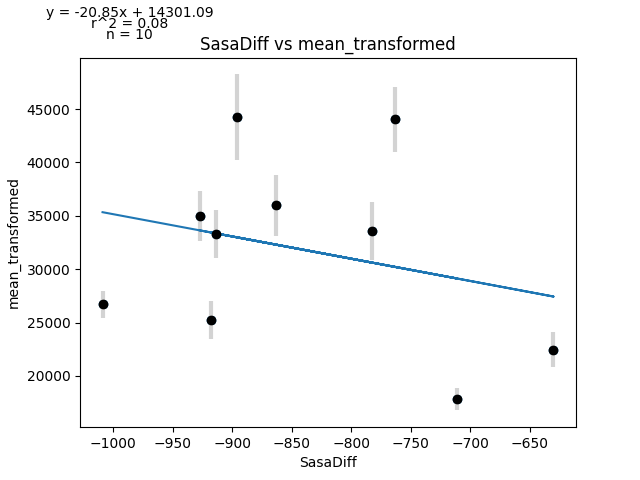 y = -20.85x + 14301.09
r^2 = 0.08
n = 10
SasaDiff vs mean_transformed
mean_transformed
45000
40000
35000
30000
25000
20000
−1000
−950
−900
−850
−800
−750
−700
−650
SasaDiff